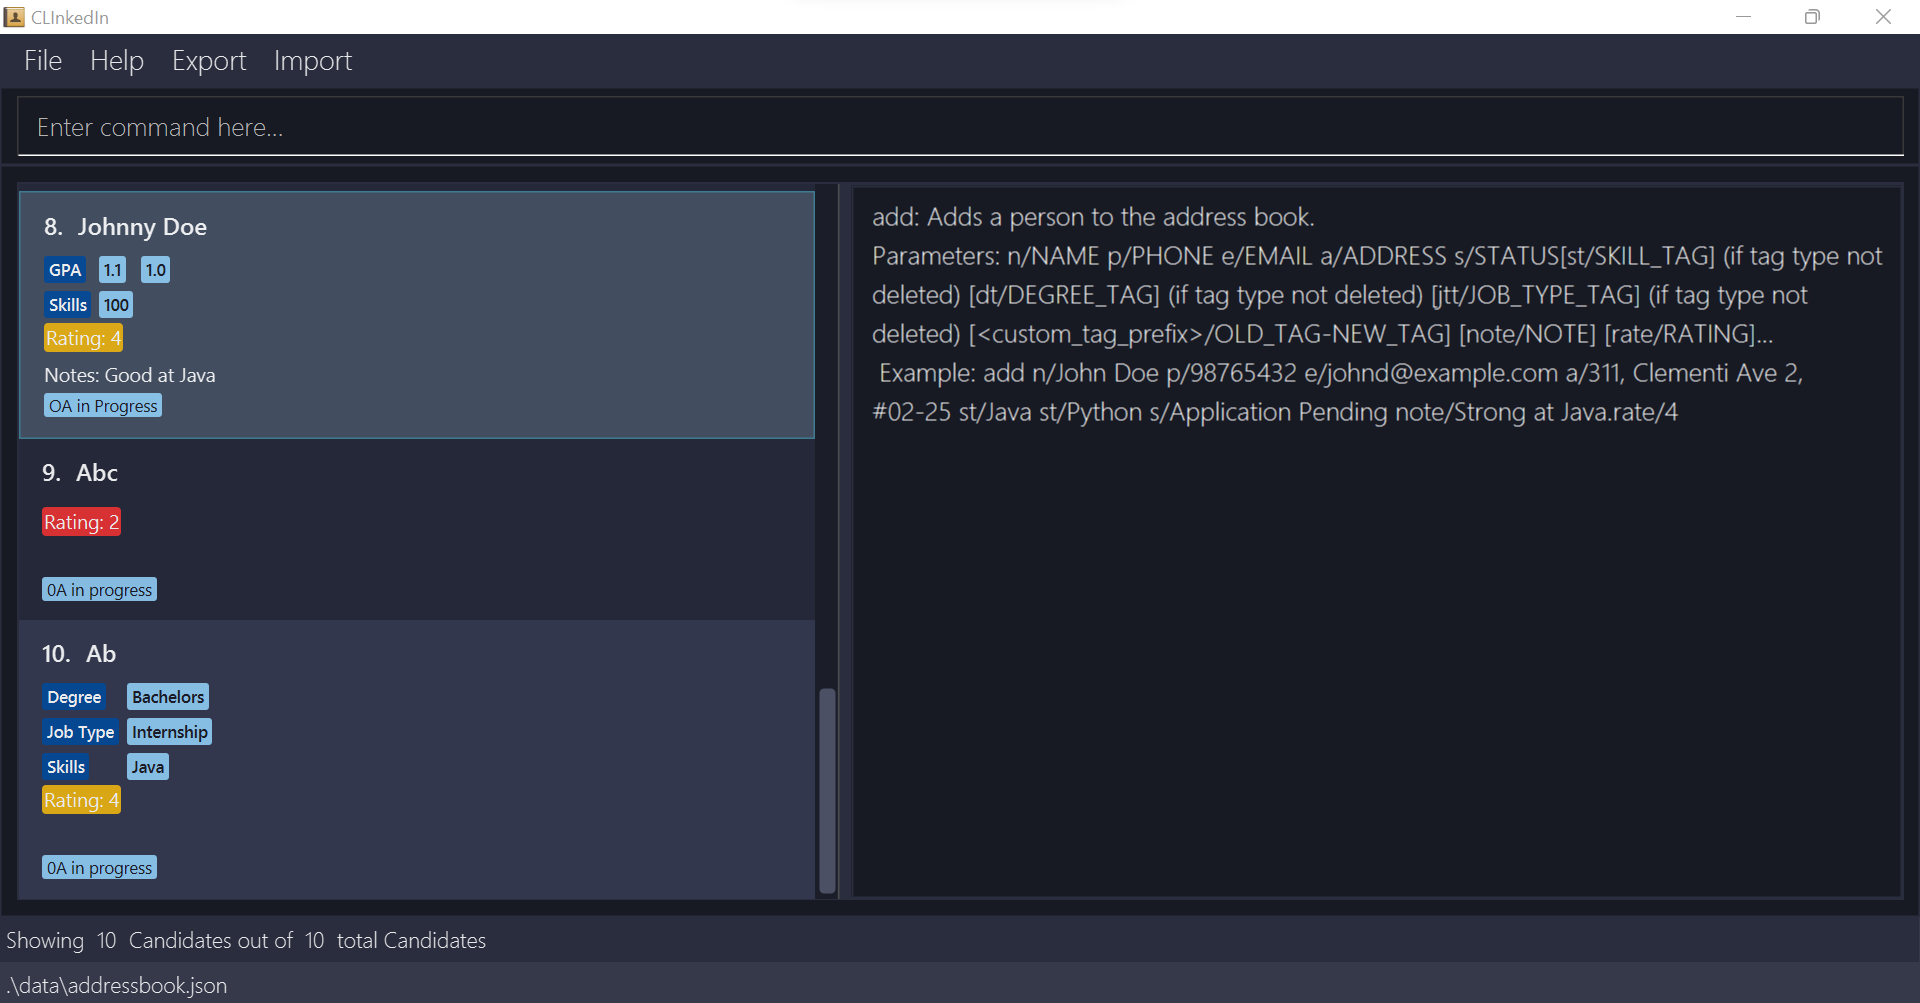 CLInkedIn
File Help Export Import
Enter command here...
8. Johnny Doe
GPA 1.1 1.0
Skills 100
Rating: 4
Notes: Good at Java
OA in Progress
9. Abc
Rating: 2
0A in progress
10. Ab
Degree Bachelors
Job Type Internship
Skills Java
Rating: 4
0A in progress
add: Adds a person to the address book.
Parameters: n/NAME p/PHONE e/EMAIL a/ADDRESS s/STATUS[st/SKILL_TAG] (if tag type not
deleted) [dt/DEGREE_TAG] (if tag type not deleted) [jtt/JOB_TYPE_TAG] (if tag type not
deleted) [<custom_tag_prefix>/OLD_TAG-NEW_TAG] [note/NOTE] [rate/RATING]...
Example: add n/John Doe p/98765432 e/johnd@example.com a/311, Clementi Ave 2,
#02-25 st/Java st/Python s/Application Pending note/Strong at Java.rate/4
Showing 10 Candidates out of 10 total Candidates
.\data\addressbook.json